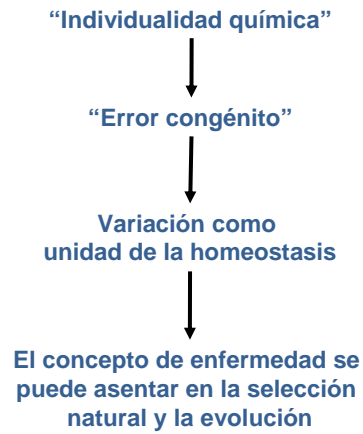 “Individualidad química”
“Error congénito”
Variación como
unidad de la homeostasis
El concepto de enfermedad se
puede asentar en la selección
natural y la evolución